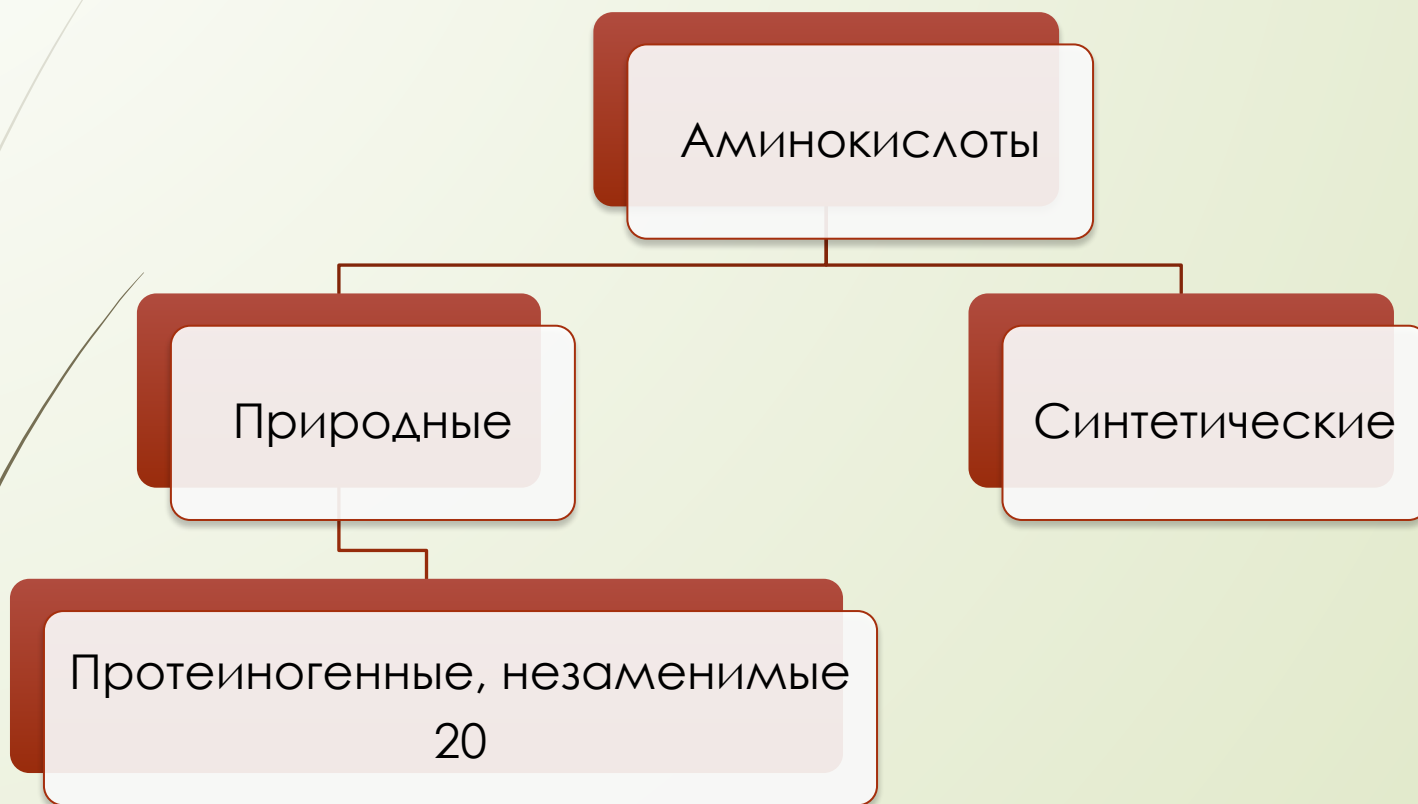 Аминокислоты
Природные
Синтетические
Протеиногенные, незаменимые
20